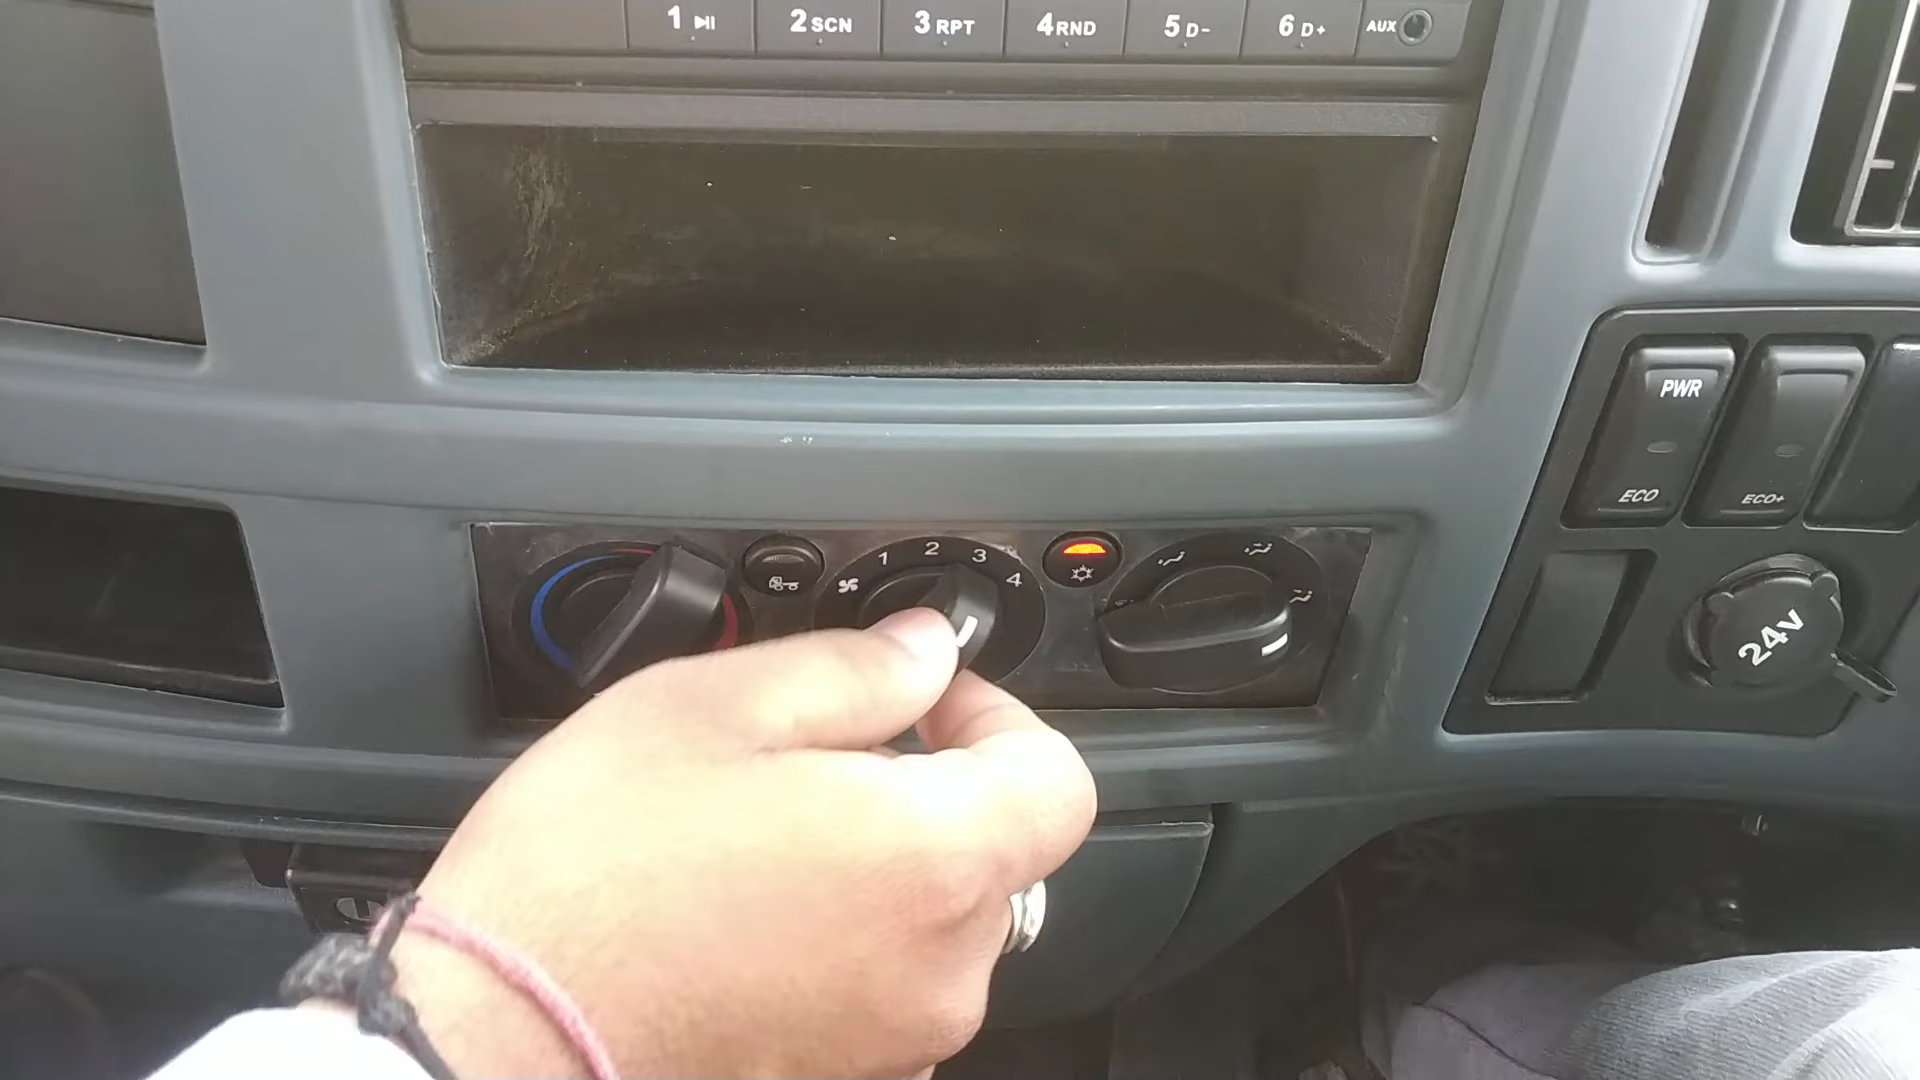 1 2 SCN 3 RPT 4 RND 5 D- 6 D+ AUX
PWR
ECO ECO+
1 2 3 4
24V